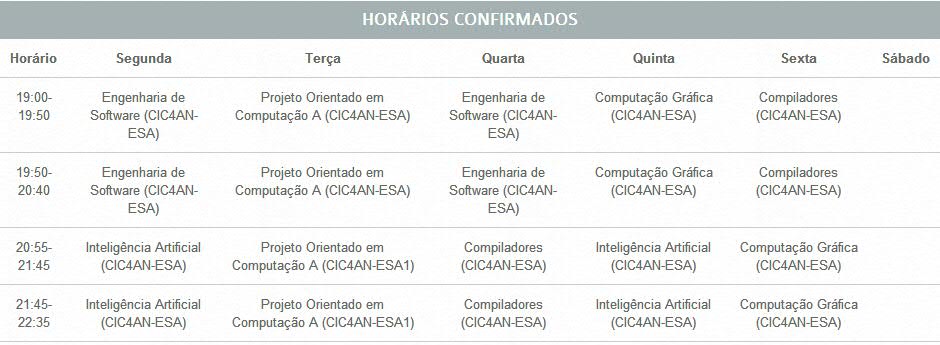 HORÁRIOS CONFIRMADOS
Horário Segunda Terça Quarta Quinta Sexta Sábado
19:00- Engenharia de Projeto Orientado em Engenharia de Computação Gráfica Compiladores
19:50 Software (CIC4AN- Computação A (CIC4AN-ESA) Software (CIC4AN- (CIC4AN-ESA) (CIC4AN-ESA)
ESA) ESA)
19:50- Engenharia de Projeto Orientado em Engenharia de Computação Gráfica Compiladores
20:40 Software (CIC4AN- Computação A (CIC4AN-ESA) Software (CIC4AN- (CIC4AN-ESA) (CIC4AN-ESA)
ESA) ESA)
20:55- Inteligência Artificial Projeto Orientado em Compiladores Inteligência Artificial Computação Gráfica
21:45 (CIC4AN-ESA) Computação A (CIC4AN-ESA1) (CIC4AN-ESA) (CIC4AN-ESA) (CIC4AN-ESA)
21:45- Inteligência Artificial Projeto Orientado em Compiladores Inteligência Artificial Computação Gráfica
22:35 (CIC4AN-ESA) Computação A (CIC4AN-ESA1) (CIC4AN-ESA) (CIC4AN-ESA) (CIC4AN-ESA)